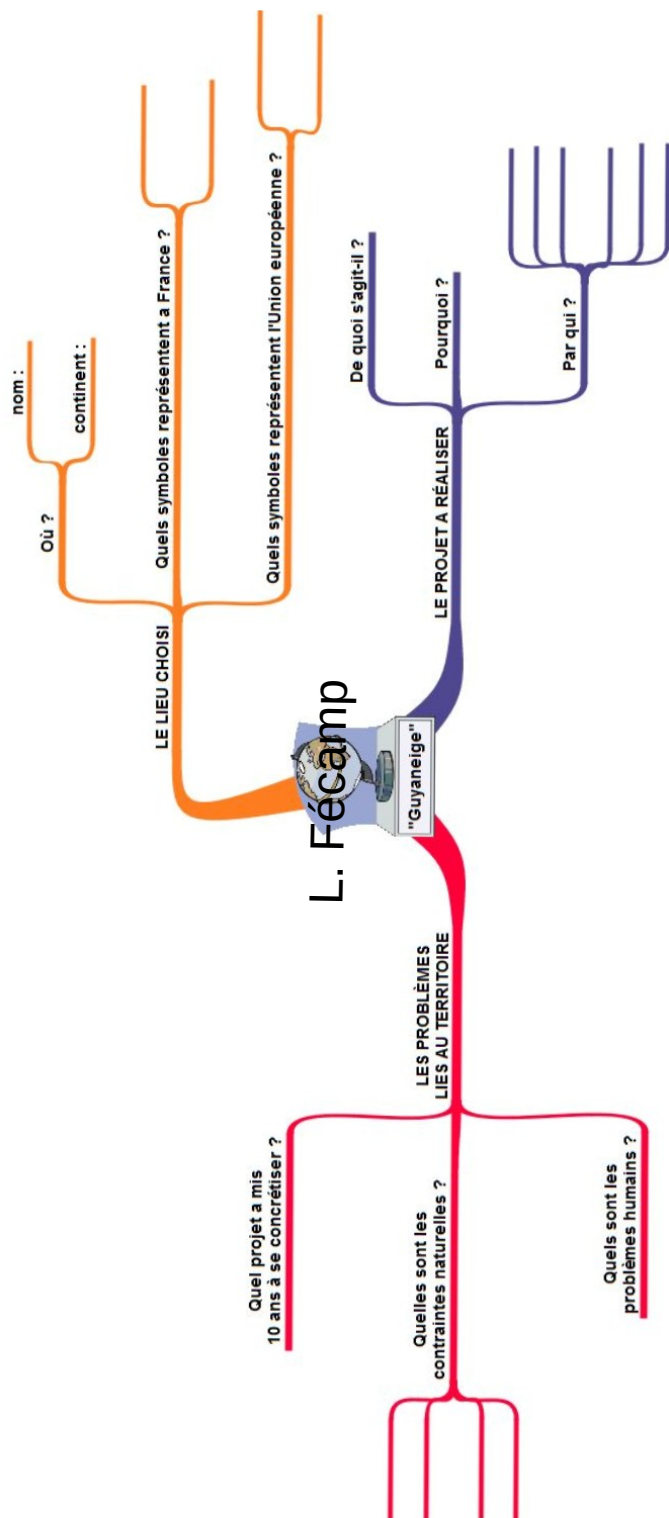 L. Fécamp
"Guyaneige"
LE LIEU CHOISI
Où ?
nom :
continent :
Quels symboles représentent a France ?
Quels symboles représentent l'Union européenne ?
LE PROJET A RÉALISER
De quoi s'agit-il ?
Pourquoi ?
Par qui ?
LES PROBLÈMES
LIES AU TERRITOIRE
Quel projet a mis
10 ans à se concrétiser ?
Quelles sont les
contraintes naturelles ?
Quels sont les
problèmes humains ?